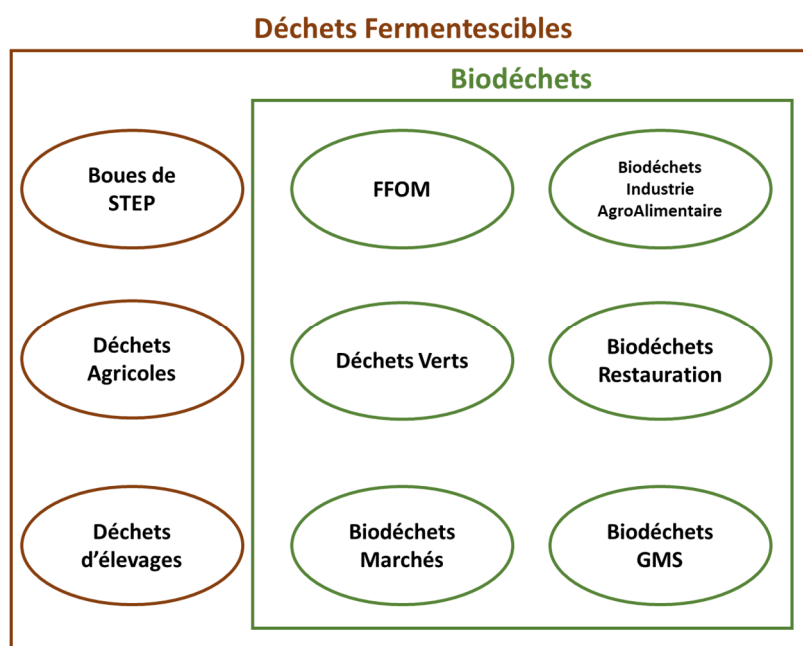 Déchets Fermentescibles
Biodéchets
Boues de
STEP
FFOM
Biodéchets
Industrie
AgroAlimentaire
Déchets
Agricoles
Déchets Verts
Biodéchets
Restauration
Déchets
d'élevages
Biodéchets
Marchés
Biodéchets
GMS